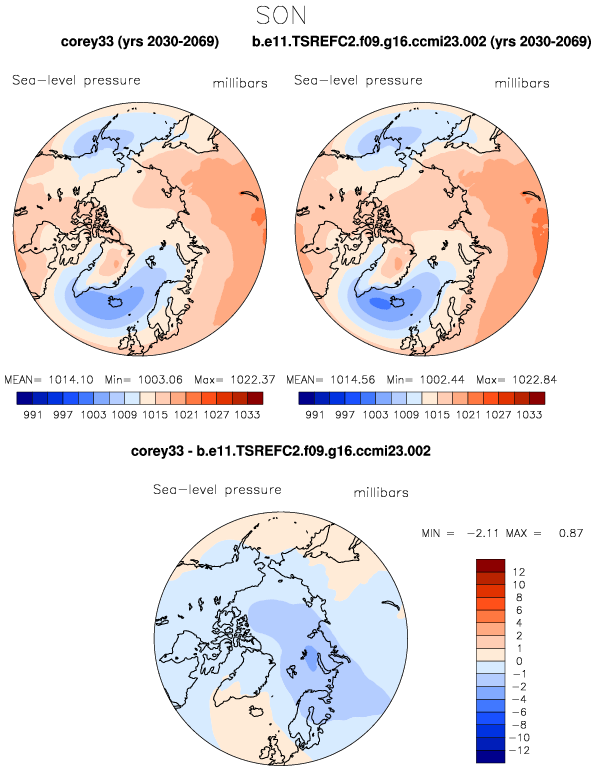 SON
corey33 (yrs 2030-2069) b.e11.TSREFC2.f09.g16.ccmi23.002 (yrs 2030-2069)
Sea-level pressure millibars Sea-level pressure millibars
MEAN= 1014.10 Min= 1003.06 Max= 1022.37 MEAN= 1014.56 Min= 1002.44 Max= 1022.84
991 997 1003 1009 1015 1021 1027 1033 991 997 1003 1009 1015 1021 1027 1033
corey33 - b.e11.TSREFC2.f09.g16.ccmi23.002
Sea-level pressure millibars
MIN = -2.11 MAX = 0.87
12
10
8
6
4
2
1
0
-1
-2
-4
-6
-8
-10
-12